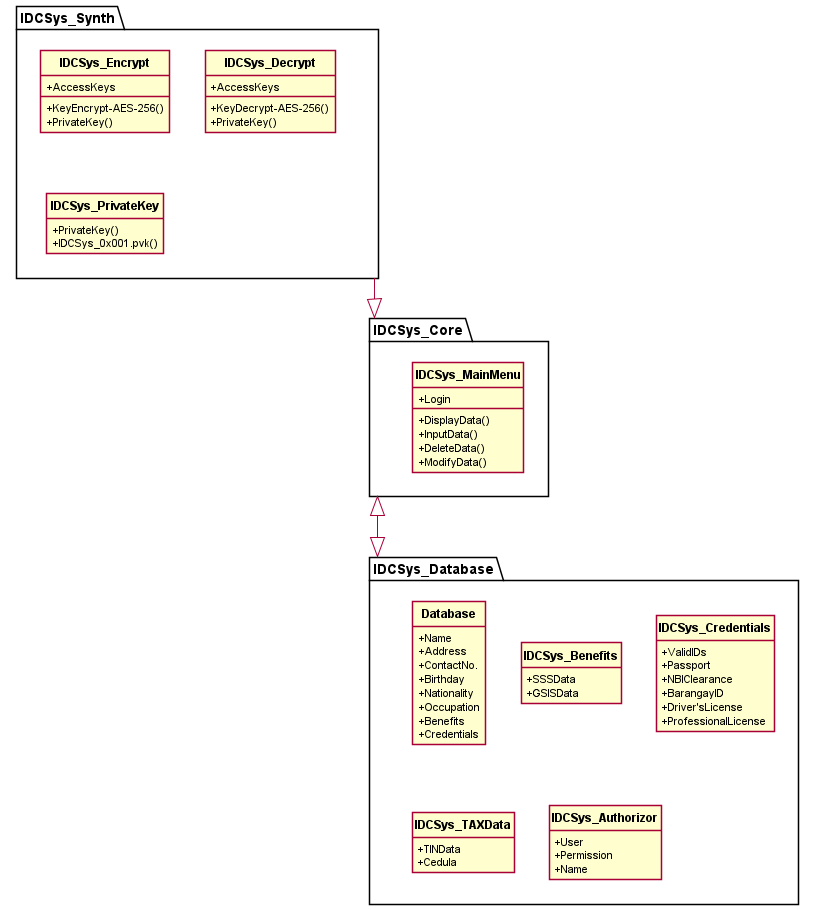 IDCSys_Synth
IDCSys_Encrypt
+AccessKeys
+KeyEncrypt-AES-256()
+PrivateKey()
IDCSys_Decrypt
+AccessKeys
+KeyDecrypt-AES-256()
+PrivateKey()
IDCSys_PrivateKey
+PrivateKey()
+IDCSys_0x001.pvk()
IDCSys_Core
IDCSys_MainMenu
+Login
+DisplayData()
+InputData()
+DeleteData()
+ModifyData()
IDCSys_Database
Database
+Name
+Address
+ContactNo.
+Birthday
+Nationality
+Occupation
+Benefits
+Credentials
IDCSys_Benefits
+SSSData
+GSISData
IDCSys_Credentials
+ValidIDs
+Passport
+NBIClearance
+BarangayID
+Driver'sLicense
+ProfessionalLicense
IDCSys_TAXData
+TINData
+Cedula
IDCSys_Authorizor
+User
+Permission
+Name